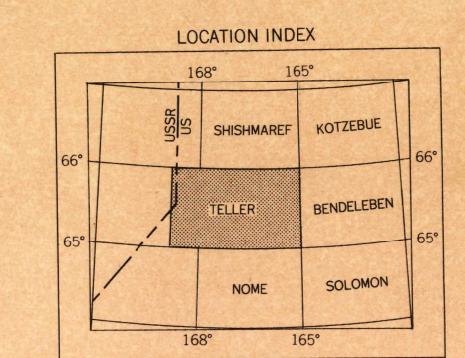 LOCATION INDEX
168° 165°
USSR
US
SHISHMAREF KOTZEBUE
66° 66°
TELLER BENDELEBEN
65° 65°
NOME SOLOMON
168° 165°